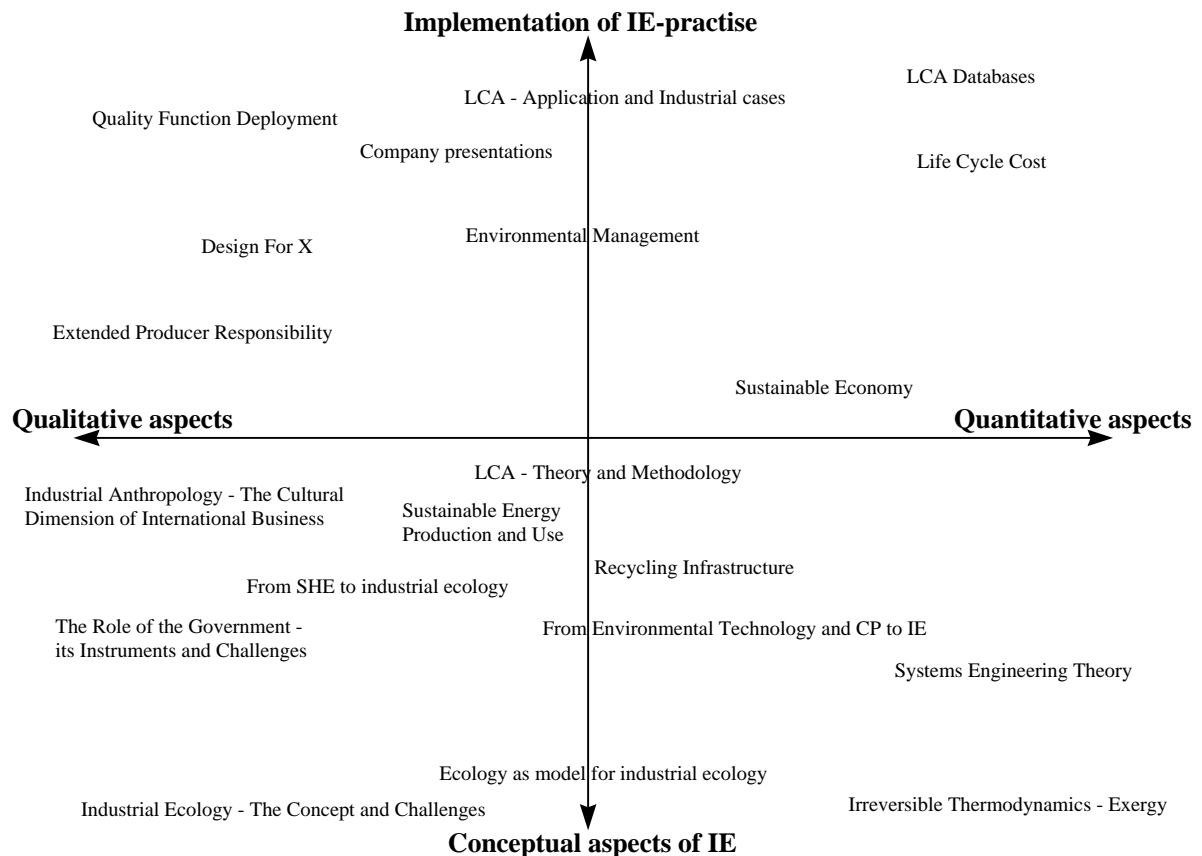 Implementation of IE-practise
LCA Databases
LCA - Application and Industrial cases
Quality Function Deployment
Company presentations
Life Cycle Cost
Environmental Management
Design For X
Extended Producer Responsibility
Sustainable Economy
Qualitative aspects
Quantitative aspects
LCA - Theory and Methodology
Industrial Anthropology - The Cultural
Dimension of International Business
Sustainable Energy
Production and Use
Recycling Infrastructure
From SHE to industrial ecology
The Role of the Government -
its Instruments and Challenges
From Environmental Technology and CP to IE
Systems Engineering Theory
Ecology as model for industrial ecology
Industrial Ecology - The Concept and Challenges
Irreversible Thermodynamics - Exergy
Conceptual aspects of IE